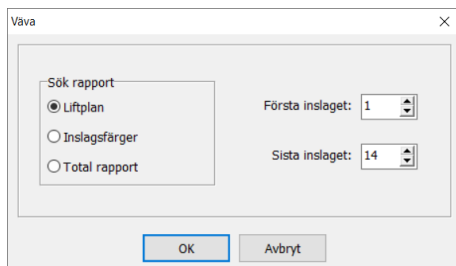 Väva
Sök rapport
Liftplan
Inslagsfärger
Total rapport
Första inslaget: 1
Sista inslaget: 14
OK
Avbryt